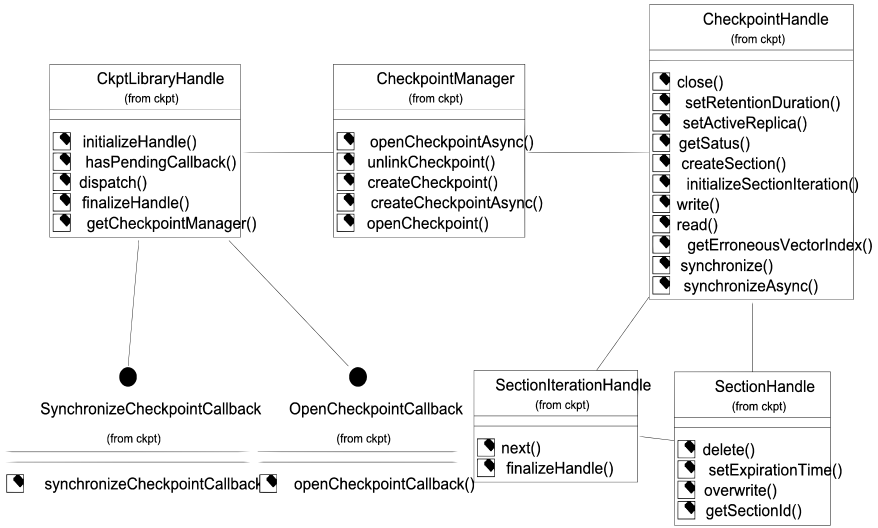 CheckpointHandle
(from ckpt)
close()
setRetentionDuration()
setActiveReplica()
getSatus()
createSection()
initializeSectionIteration()
write()
read()
getErroneousVectorIndex()
synchronize()
synchronizeAsync()
CkptLibraryHandle
(from ckpt)
initializeHandle()
hasPendingCallback()
dispatch()
finalizeHandle()
getCheckpointManager()
CheckpointManager
(from ckpt)
openCheckpointAsync()
unlinkCheckpoint()
createCheckpoint()
createCheckpointAsync()
openCheckpoint()
SynchronizeCheckpointCallback
(from ckpt)
synchronizeCheckpointCallback
OpenCheckpointCallback
(from ckpt)
openCheckpointCallback()
SectionIterationHandle
(from ckpt)
next()
finalizeHandle()
SectionHandle
(from ckpt)
delete()
setExpirationTime()
overwrite()
getSectionId()